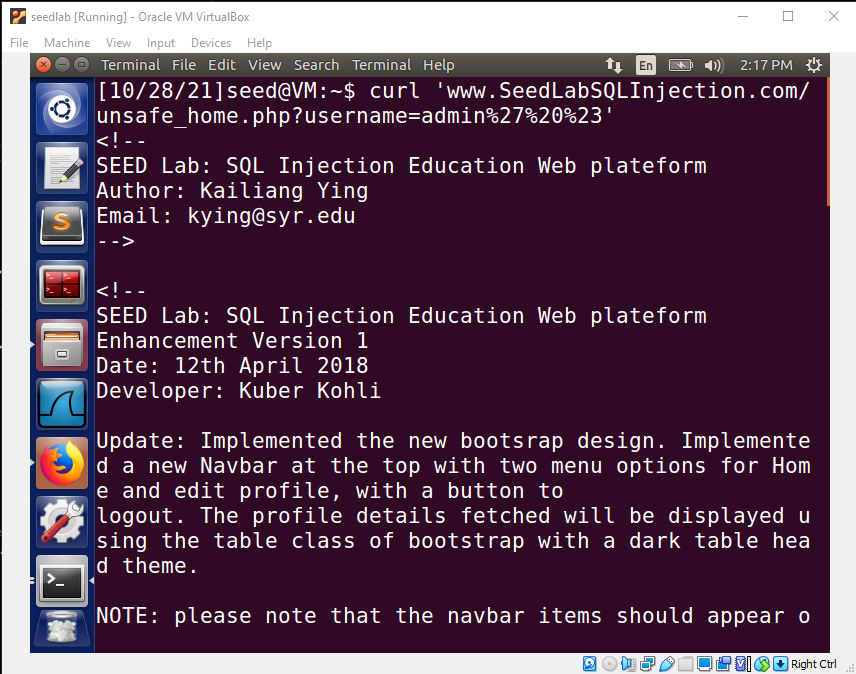 seedlab [Running] - Oracle VM VirtualBox
File Machine View Input Devices Help
Terminal File Edit View Search Terminal Help En 2:17 PM
[10/28/21]seed@VM:~$ curl 'www.SeedLabSQLInjection.com/
unsafe_home.php?username=admin%27%20%23'
<!--
SEED Lab: SQL Injection Education Web plateform
Author: Kailiang Ying
Email: kying@syr.edu
-->
<!--
SEED Lab: SQL Injection Education Web plateform
Enhancement Version 1
Date: 12th April 2018
Developer: Kuber Kohli
Update: Implemented the new bootsrap design. Implemente
d a new Navbar at the top with two menu options for Hom
e and edit profile, with a button to
logout. The profile details fetched will be displayed u
sing the table class of bootstrap with a dark table hea
d theme.
NOTE: please note that the navbar items should appear o
Right Ctrl